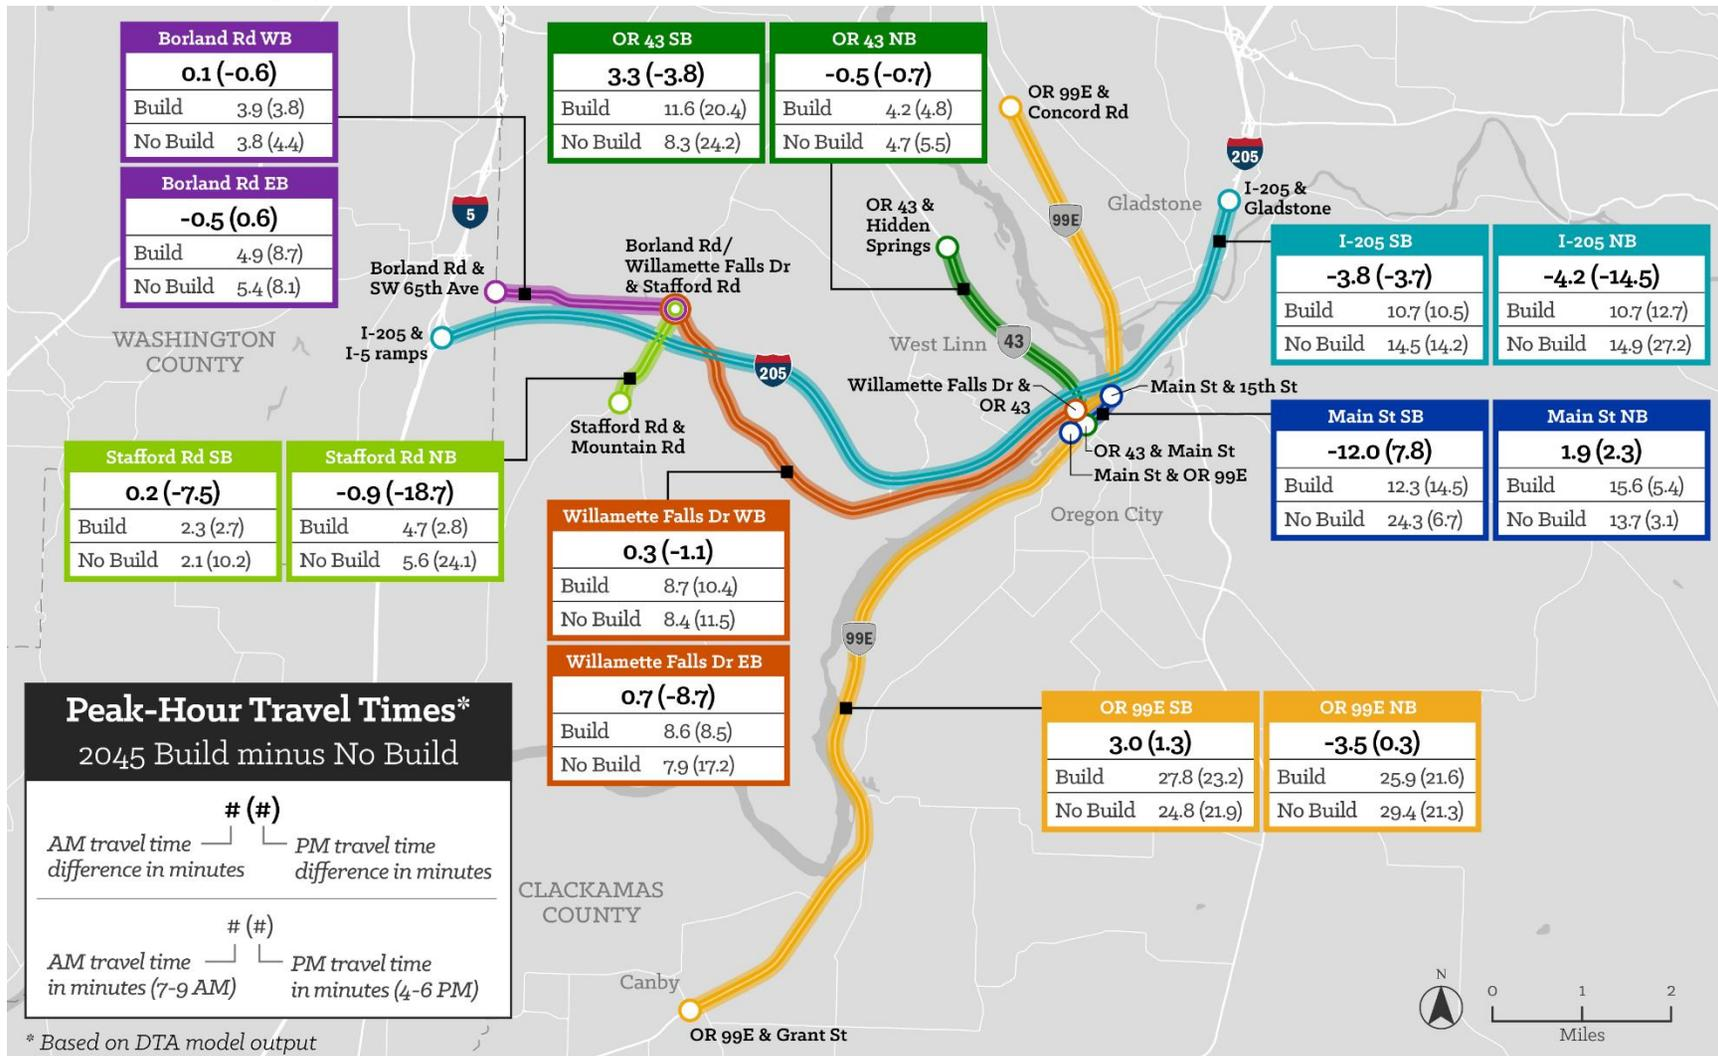 Borland Rd WB
0.1 (-0.6)
Build 3.9 (3.8)
No Build 3.8 (4.4)
Borland Rd EB
-0.5 (0.6)
Build 4.9 (8.7)
No Build 5.4 (8.1)
OR 43 SB
3.3 (-3.8)
Build 11.6 (20.4)
No Build 8.3 (24.2)
OR 43 NB
-0.5 (-0.7)
Build 4.2 (4.8)
No Build 4.7 (5.5)
OR 99E &
Concord Rd
205
I-205 &
Gladstone
Gladstone
99E
5
OR 43 &
Hidden
Springs
Borland Rd/
Willamette Falls Dr
& Stafford Rd
Borland Rd &
SW 65th Ave
I-205 &
I-5 ramps
WASHINGTON
COUNTY
I-205 SB
-3.8 (-3.7)
Build 10.7 (10.5)
No Build 14.5 (14.2)
I-205 NB
-4.2 (-14.5)
Build 10.7 (12.7)
No Build 14.9 (27.2)
West Linn
43
205
Willamette Falls Dr &
OR 43
Main St & 15th St
Stafford Rd &
Mountain Rd
OR 43 & Main St
Main St & OR 99E
Oregon City
Main St SB
-12.0 (7.8)
Build 12.3 (14.5)
No Build 24.3 (6.7)
Main St NB
1.9 (2.3)
Build 15.6 (5.4)
No Build 13.7 (3.1)
Stafford Rd SB
0.2 (-7.5)
Build 2.3 (2.7)
No Build 2.1 (10.2)
Stafford Rd NB
-0.9 (-18.7)
Build 4.7 (2.8)
No Build 5.6 (24.1)
Willamette Falls Dr WB
0.3 (-1.1)
Build 8.7 (10.4)
No Build 8.4 (11.5)
Willamette Falls Dr EB
0.7 (-8.7)
Build 8.6 (8.5)
No Build 7.9 (17.2)
99E
OR 99E SB
3.0 (1.3)
Build 27.8 (23.2)
No Build 24.8 (21.9)
OR 99E NB
-3.5 (0.3)
Build 25.9 (21.6)
No Build 29.4 (21.3)
Peak-Hour Travel Times*
2045 Build minus No Build
# (#)
AM travel time
difference in minutes
PM travel time
difference in minutes
# (#)
AM travel time
in minutes (7-9 AM)
PM travel time
in minutes (4-6 PM)
* Based on DTA model output
CLACKAMAS
COUNTY
Canby
OR 99E & Grant St
N
0 1 2
Miles